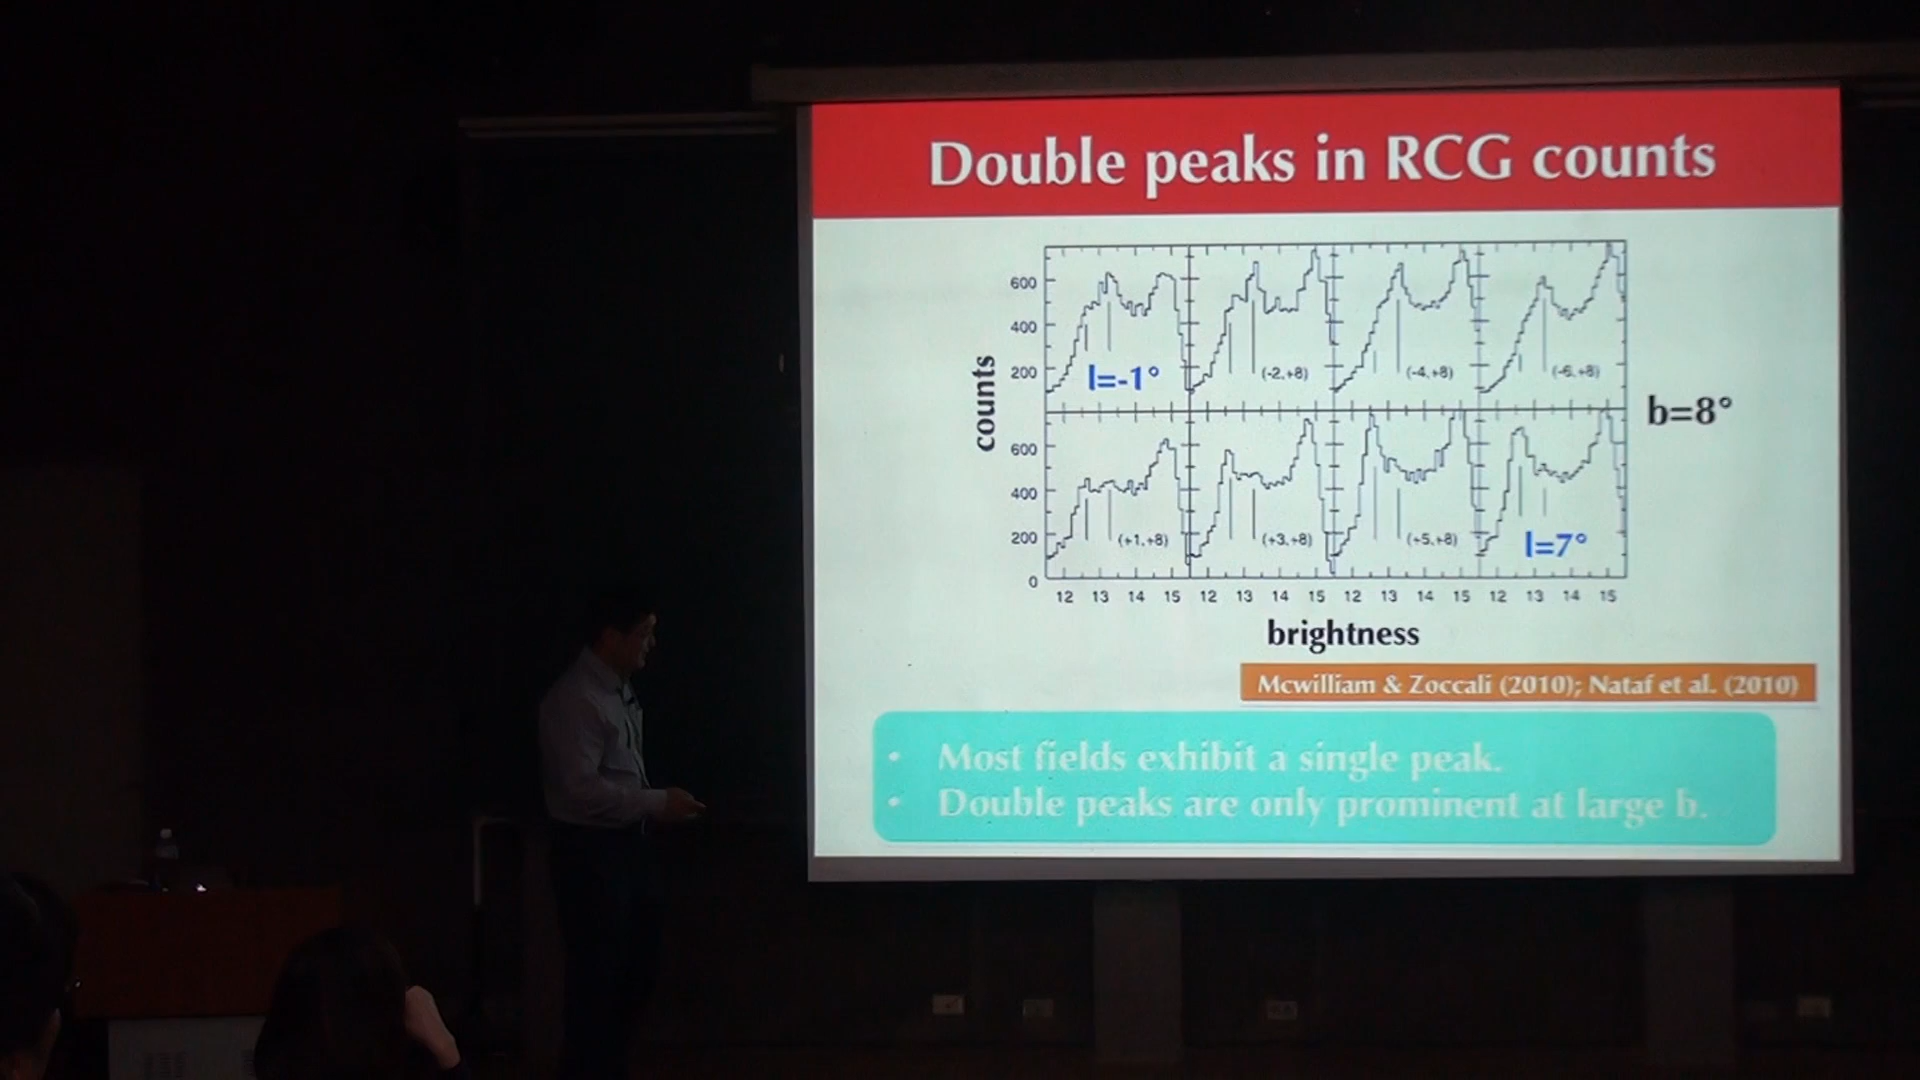 Double peaks in RCG counts
600
400
200
l=-1°
(-2,+8)
(-4,+8)
(-6,+8)
counts
b=8°
600
400
200
0
(+1,+8)
(+3,+8)
(+5,+8)
l=7°
12 13 14 15 12 13 14 15 12 13 14 15 12 13 14 15
brightness
Mcwilliam & Zoccali (2010); Nataf et al. (2010)
• Most fields exhibit a single peak.
• Double peaks are only prominent at large b.